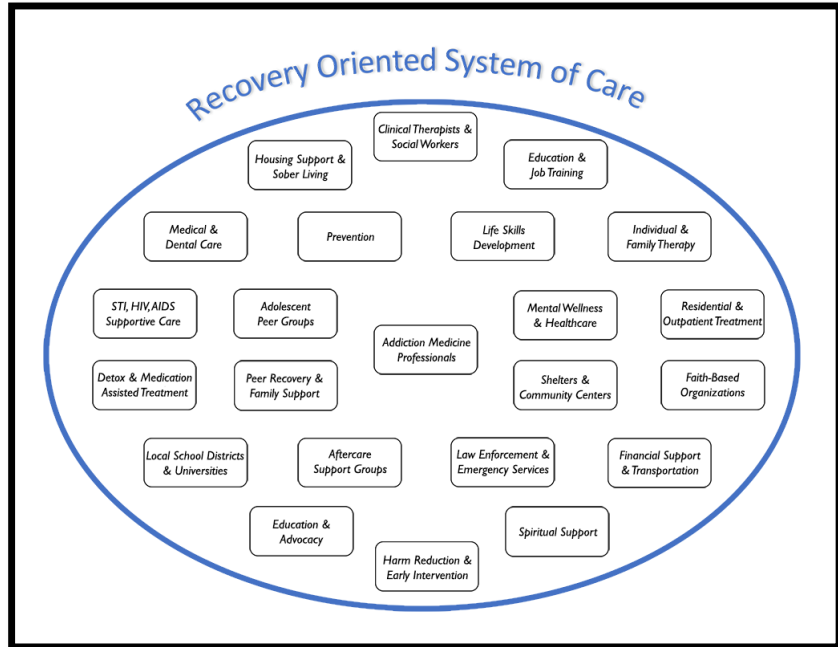 Recovery Oriented System of Care
Clinical Therapists &
Social Workers
Housing Support &
Sober Living
Education &
Job Training
Medical &
Dental Care
Prevention
Life Skills
Development
Individual &
Family Therapy
STI, HIV, AIDS
Supportive Care
Adolescent
Peer Groups
Mental Wellness
& Healthcare
Residential &
Outpatient Treatment
Addiction Medicine
Professionals
Detox & Medication
Assisted Treatment
Peer Recovery &
Family Support
Shelters &
Community Centers
Faith-Based
Organizations
Local School Districts
& Universities
Aftercare
Support Groups
Law Enforcement &
Emergency Services
Financial Support
& Transportation
Education &
Advocacy
Spiritual Support
Harm Reduction &
Early Intervention